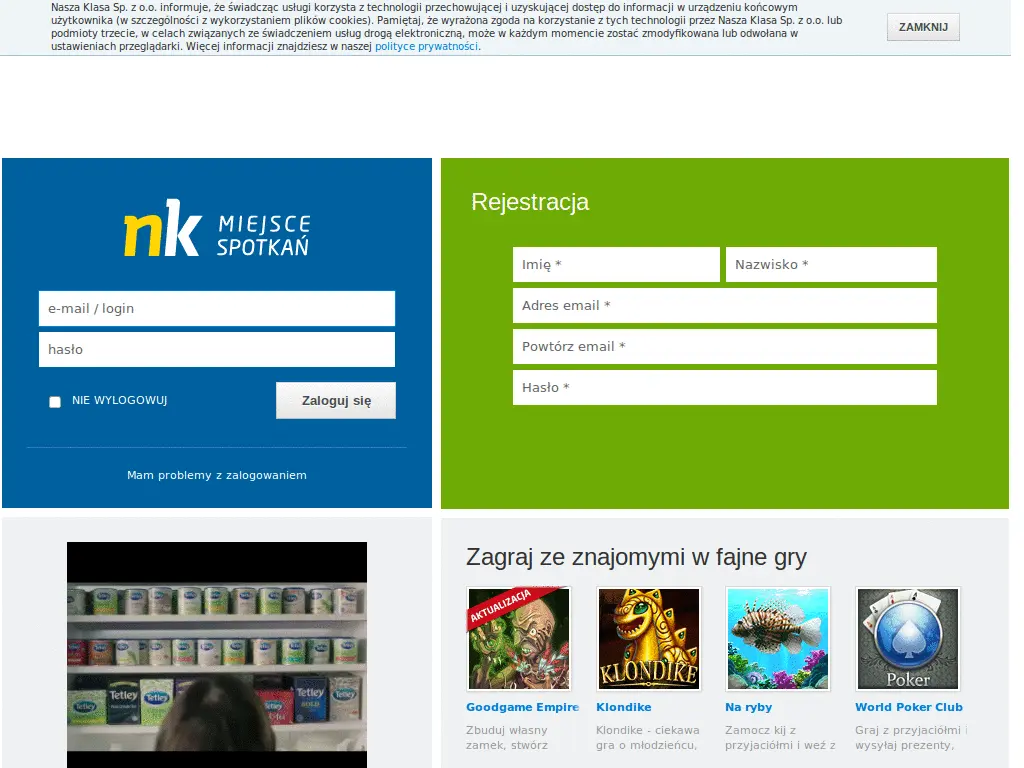 Nasza Klasa Sp. z o.o. informuje, że świadcząc usługi korzysta z technologii przechowującej i uzyskującej dostęp do informacji w urządzeniu końcowym
użytkownika (w szczególności z wykorzystaniem plików cookies). Pamiętaj, że wyrażona zgoda na korzystanie z tych technologii przez Nasza Klasa Sp. z o.o. lub
podmioty trzecie, w celach związanych ze świadczeniem usług drogą elektroniczną, może w każdym momencie zostać zmodyfikowana lub odwołana w
ustawieniach przeglądarki. Więcej informacji znajdziesz w naszej polityce prywatności.
ZAMKNIJ
nk MIEJSCE
SPOTKAŃ
e-mail / login
hasło
NIE WYLOGOWUJ
Zaloguj się
Mam problemy z zalogowaniem
Rejestracja
Imię *
Nazwisko *
Adres email *
Powtórz email *
Hasło *
Tetley
Tetley
Tetley
Tetley
Zagraj ze znajomymi w fajne gry
AKTUALIZACJA
KLONDIKE
Poker
Goodgame Empire
Zbuduj własny
zamek, stwórz
Klondike
Klondike - ciekawa
gra o młodzieńcu,
Na ryby
Zamocz kij z
przyjaciółmi i weź z
World Poker Club
Graj z przyjaciółmi i
wysyłaj prezenty,